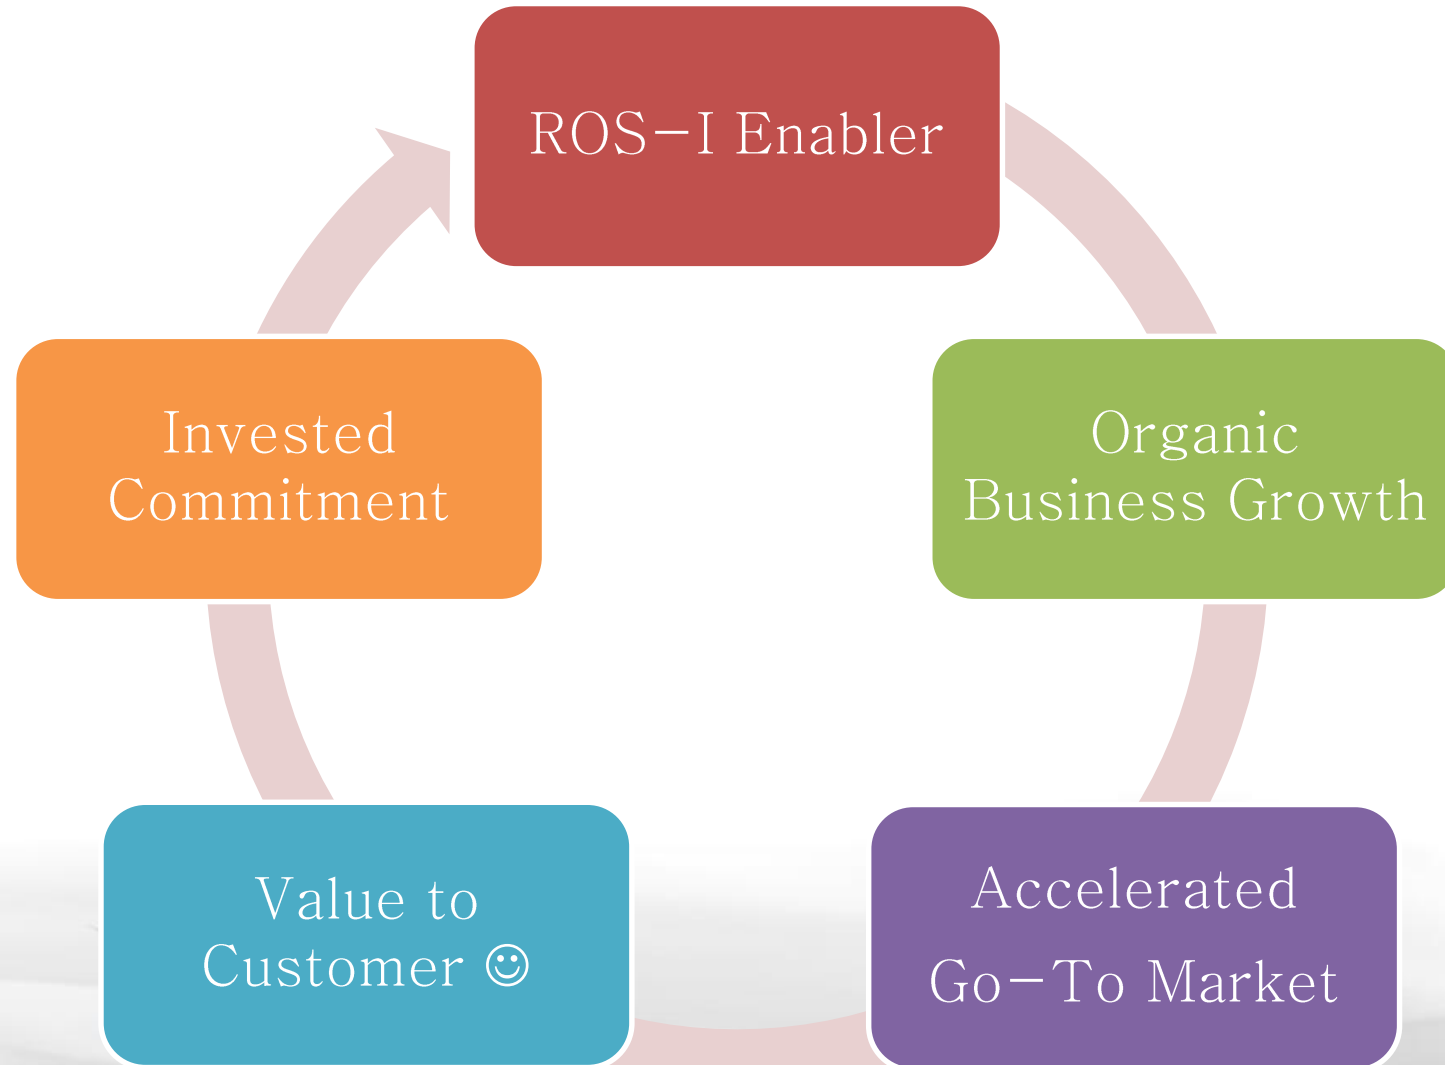 ROS-I Enabler
Organic
Business Growth
Accelerated
Go-To Market
Value to
Customer ☺
Invested
Commitment